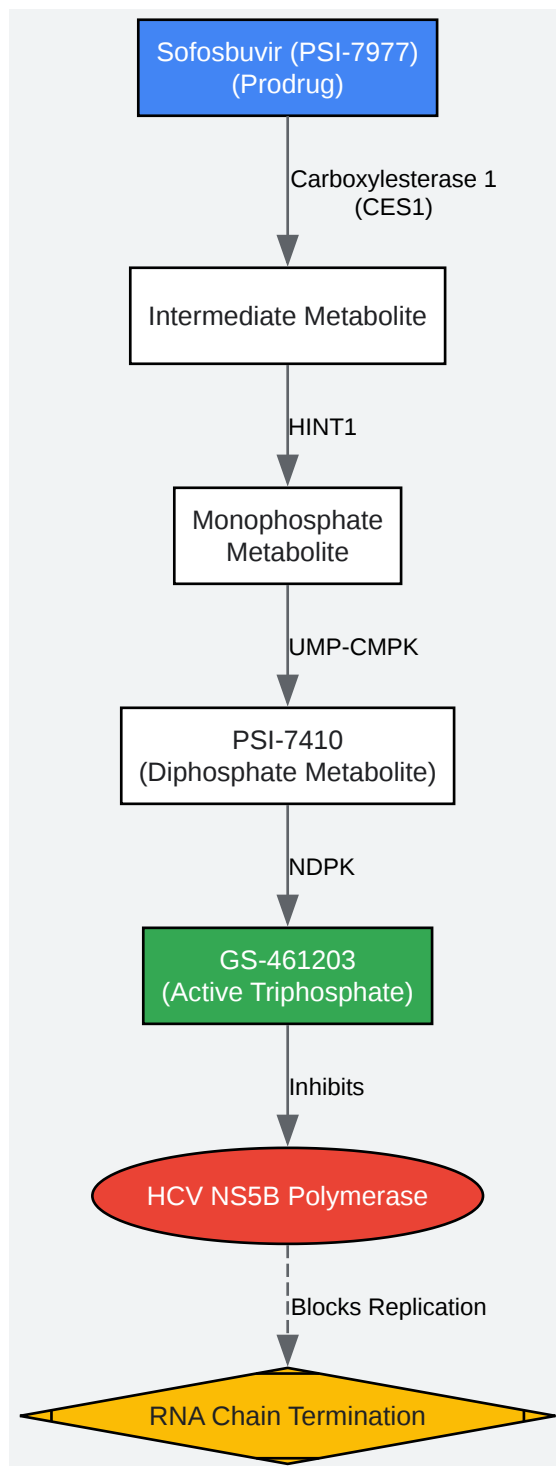 Sofosbuvir (PSI-7977)
(Prodrug)
Carboxylesterase 1
(CES1)
Intermediate Metabolite
HINT1
Monophosphate
Metabolite
UMP-CMPK
PSI-7410
(Diphosphate Metabolite)
NDPK
GS-461203
(Active Triphosphate)
Inhibits
HCV NS5B Polymerase
Blocks Replication
RNA Chain Termination